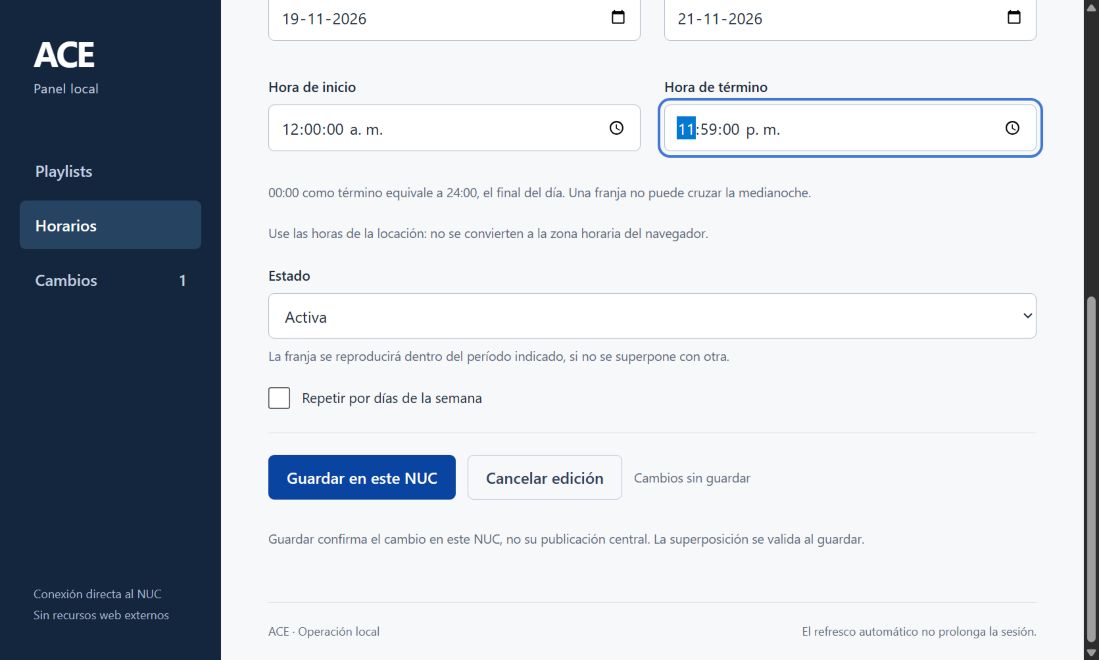 ACE
Panel local
Playlists
Horarios
Cambios 1
Conexión directa al NUC
Sin recursos web externos
19-11-2026
21-11-2026
Hora de inicio
Hora de término
12:00:00 a. m.
11:59:00 p. m.
00:00 como término equivale a 24:00, el final del día. Una franja no puede cruzar la medianoche.
Use las horas de la locación: no se convierten a la zona horaria del navegador.
Estado
Activa
La franja se reproducirá dentro del período indicado, si no se superpone con otra.
Repetir por días de la semana
Guardar en este NUC
Cancelar edición
Cambios sin guardar
Guardar confirma el cambio en este NUC, no su publicación central. La superposición se valida al guardar.
ACE · Operación local
El refresco automático no prolonga la sesión.